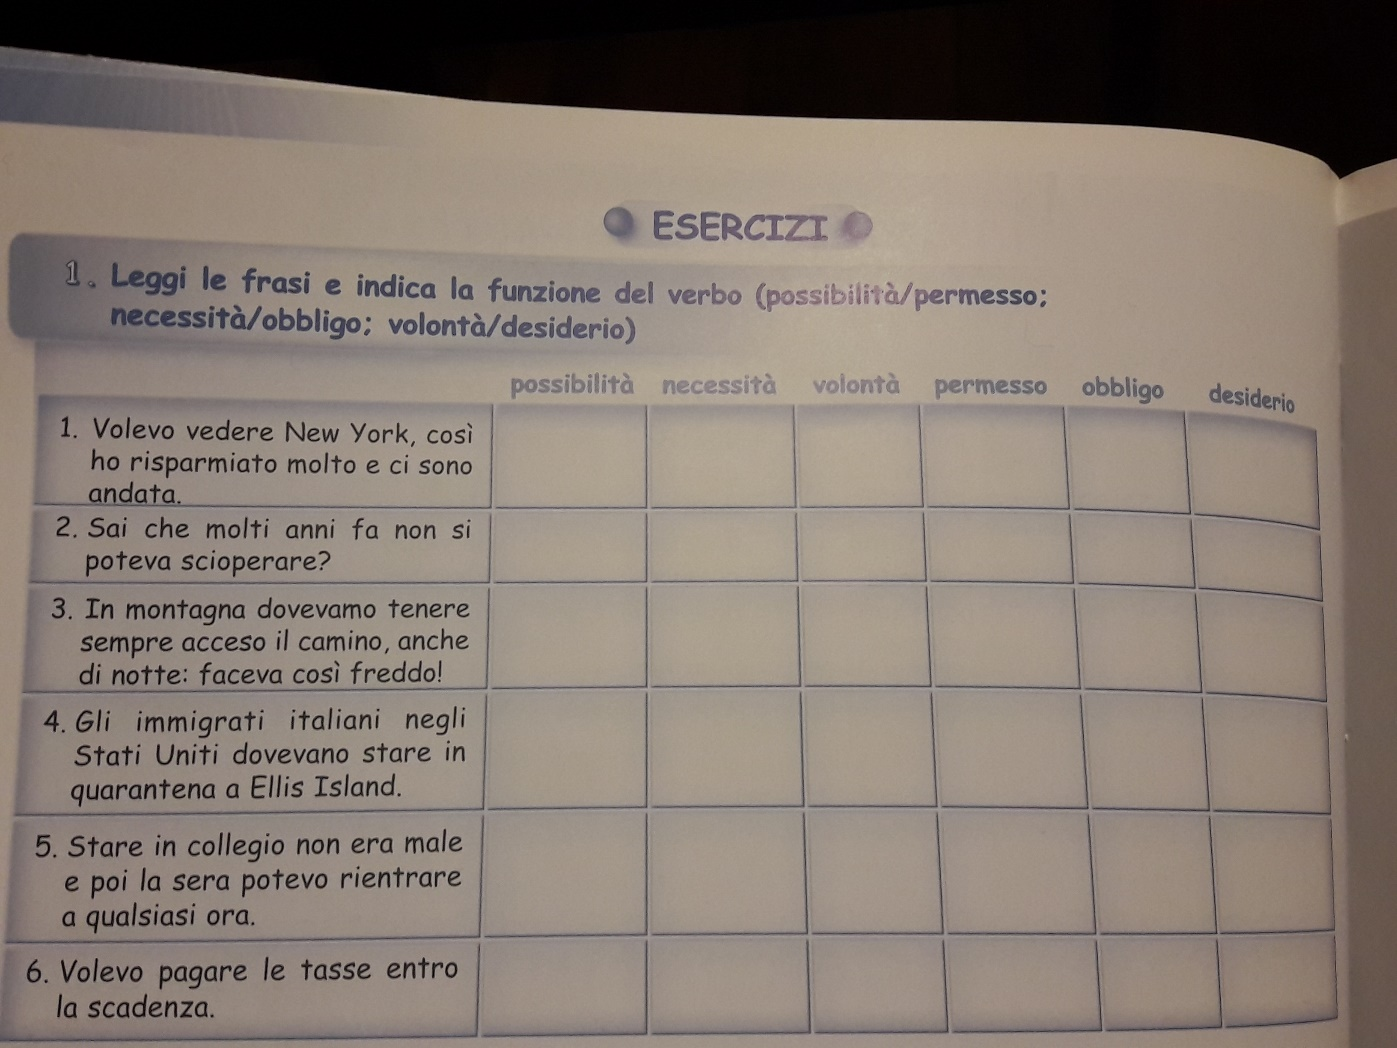 ESERCIZI
1. Leggi le frasi e indica la funzione del verbo (possibilità/permesso;
necessità/obbligo; volontà/desiderio)
possibilità necessità volontà permesso obbligo desiderio
1. Volevo vedere New York, così
ho risparmiato molto e ci sono
andata.
2. Sai che molti anni fa non si
poteva scioperare?
3. In montagna dovevamo tenere
sempre acceso il camino, anche
di notte: faceva così freddo!
4. Gli immigrati italiani negli
Stati Uniti dovevano stare in
quarantena a Ellis Island.
5. Stare in collegio non era male
e poi la sera potevo rientrare
a qualsiasi ora.
6. Volevo pagare le tasse entro
la scadenza.